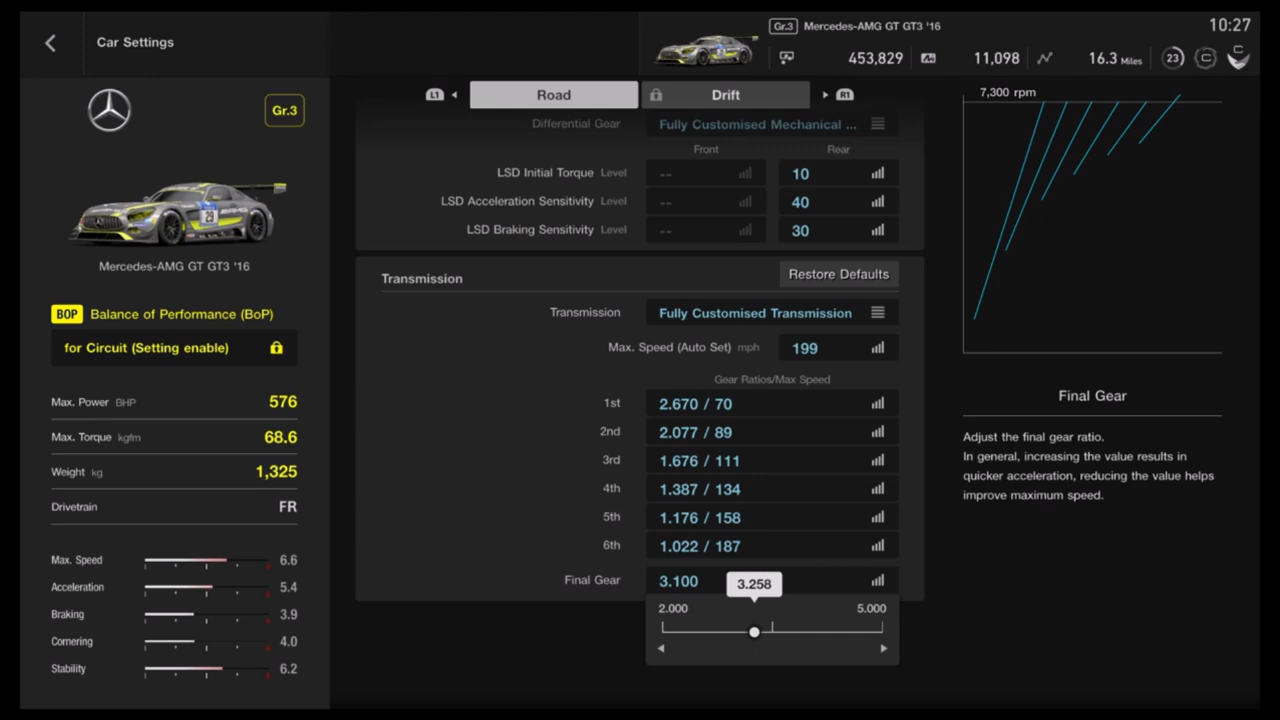 Car Settings
Gr.3 Mercedes-AMG GT GT3 '16
10:27
453,829
11,098
16.3 Miles
23
C
C
Gr.3
29
Mercedes-AMG GT GT3 '16
BOP Balance of Performance (BoP)
for Circuit (Setting enable)
Max. Power BHP 576
Max. Torque kgfm 68.6
Weight kg 1,325
Drivetrain FR
Max. Speed 6.6
Acceleration 5.4
Braking 3.9
Cornering 4.0
Stability 6.2
L1 Road Drift R1
Differential Gear Fully Customised Mechanical ...
Front Rear
LSD Initial Torque Level -- 10
LSD Acceleration Sensitivity Level -- 40
LSD Braking Sensitivity Level -- 30
Transmission Restore Defaults
Transmission Fully Customised Transmission
Max. Speed (Auto Set) mph 199
Gear Ratios/Max Speed
1st 2.670 / 70
2nd 2.077 / 89
3rd 1.676 / 111
4th 1.387 / 134
5th 1.176 / 158
6th 1.022 / 187
Final Gear 3.100
3.258
2.000 5.000
7,300 rpm
Final Gear
Adjust the final gear ratio.
In general, increasing the value results in
quicker acceleration, reducing the value helps
improve maximum speed.